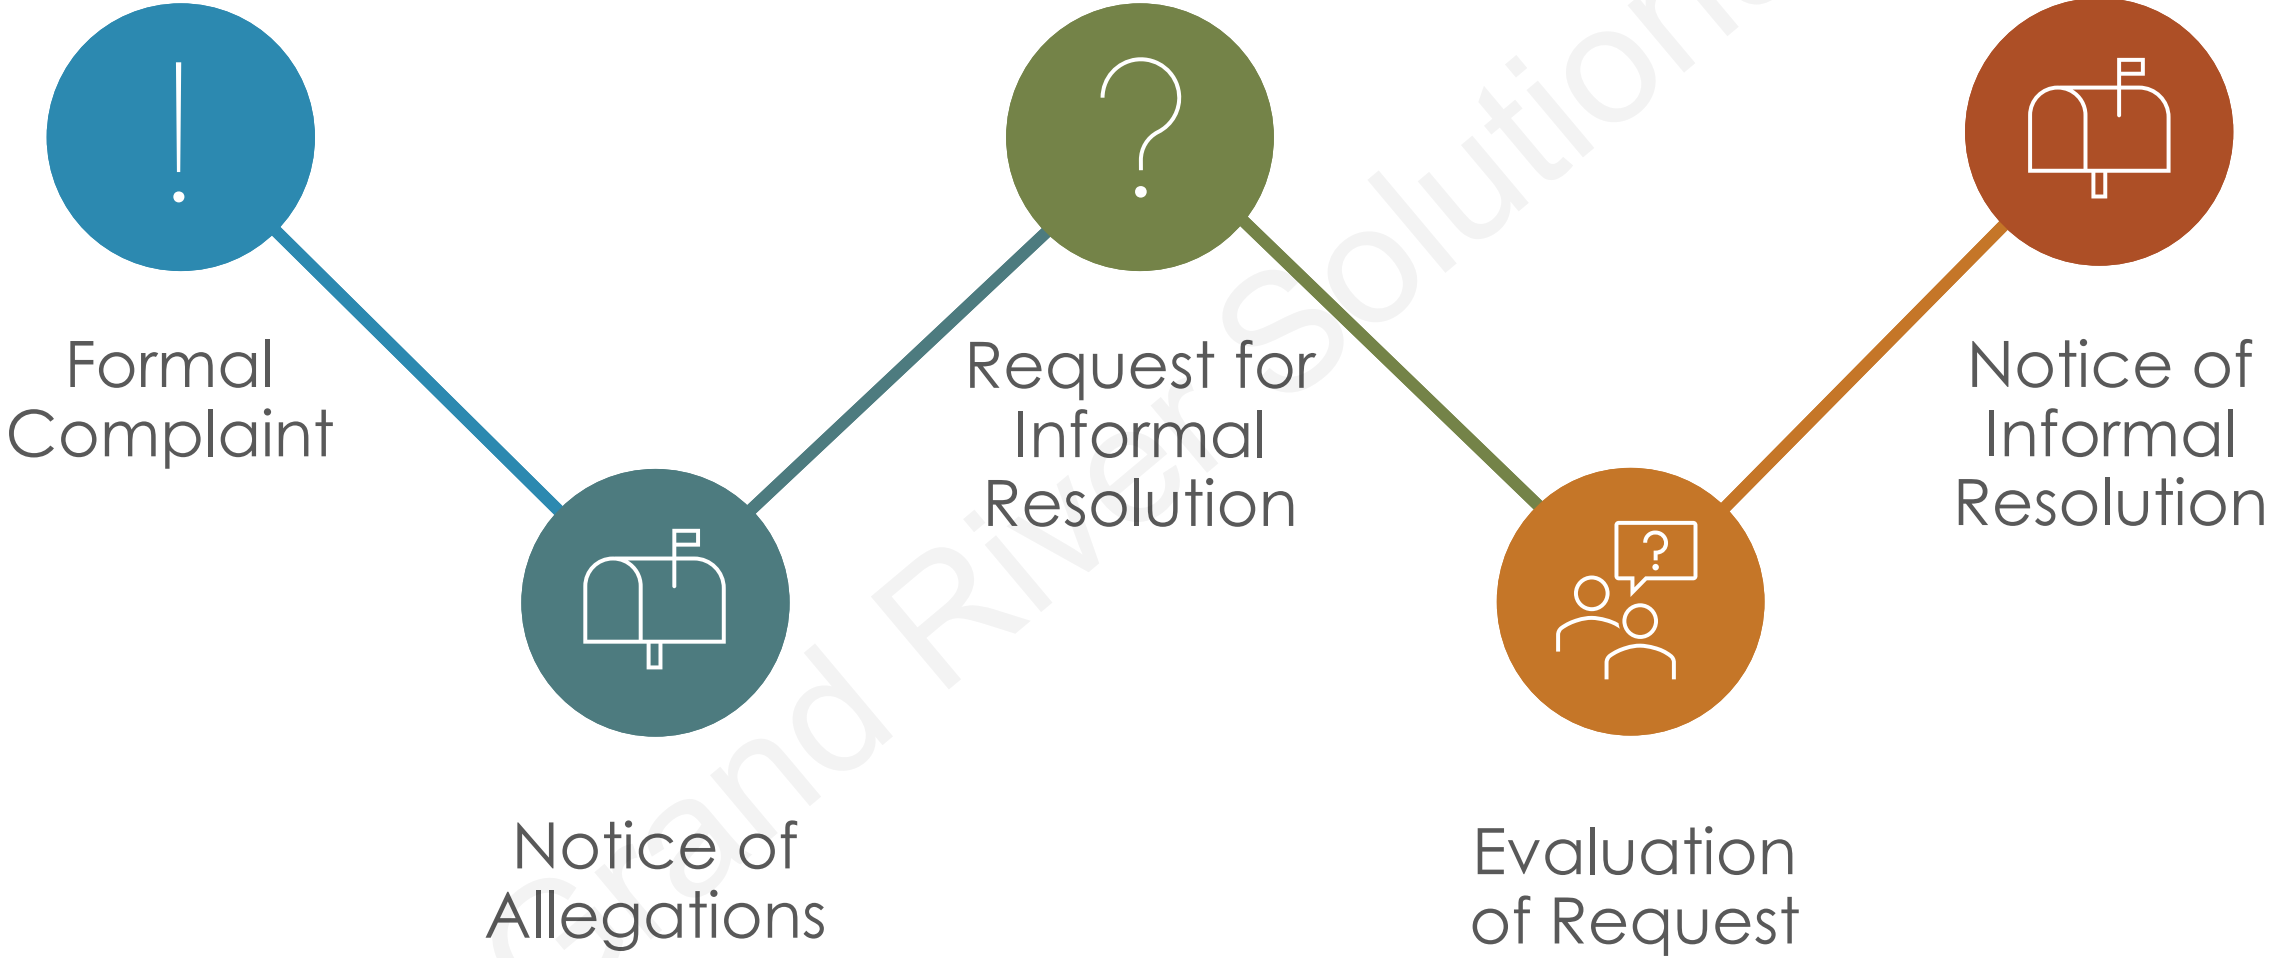 Formal
Complaint
Notice of
Allegations
Request for
Informal
Resolution
Evaluation
of Request
Notice of
Informal
Resolution
Grand River Solutions